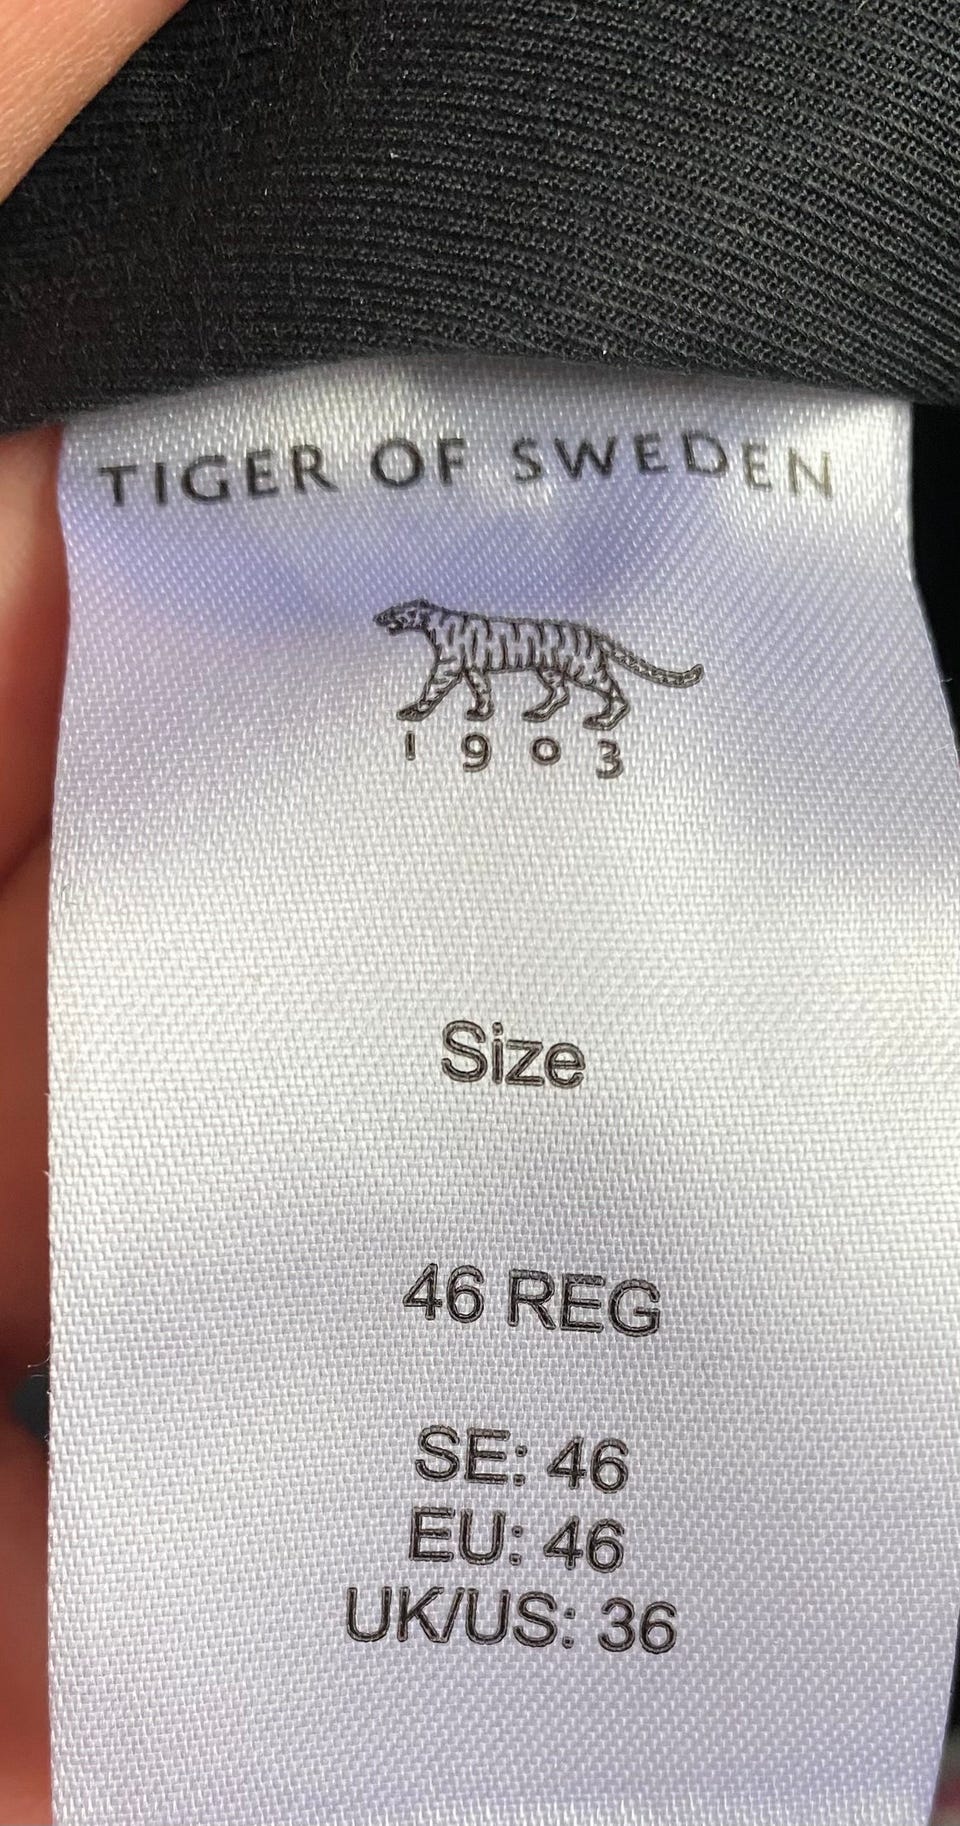 TIGER OF SWEDEN
1903
Size
46 REG
SE: 46
EU: 46
UK/US: 36